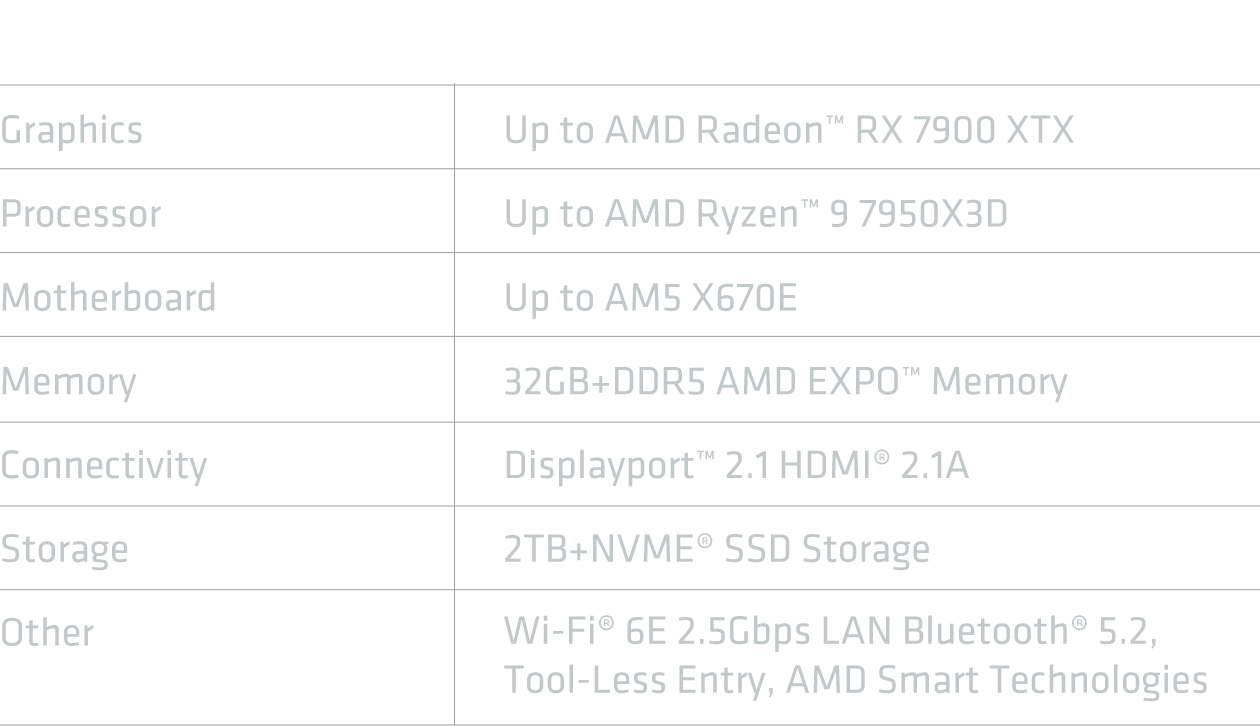 Graphics Up to AMD Radeon™ RX 7900 XTX
Processor Up to AMD Ryzen™ 9 7950X3D
Motherboard Up to AM5 X670E
Memory 32GB+DDR5 AMD EXPO™ Memory
Connectivity Displayport™ 2.1 HDMI® 2.1A
Storage 2TB+NVME® SSD Storage
Other Wi-Fi® 6E 2.5Gbps LAN Bluetooth® 5.2,
Tool-Less Entry, AMD Smart Technologies